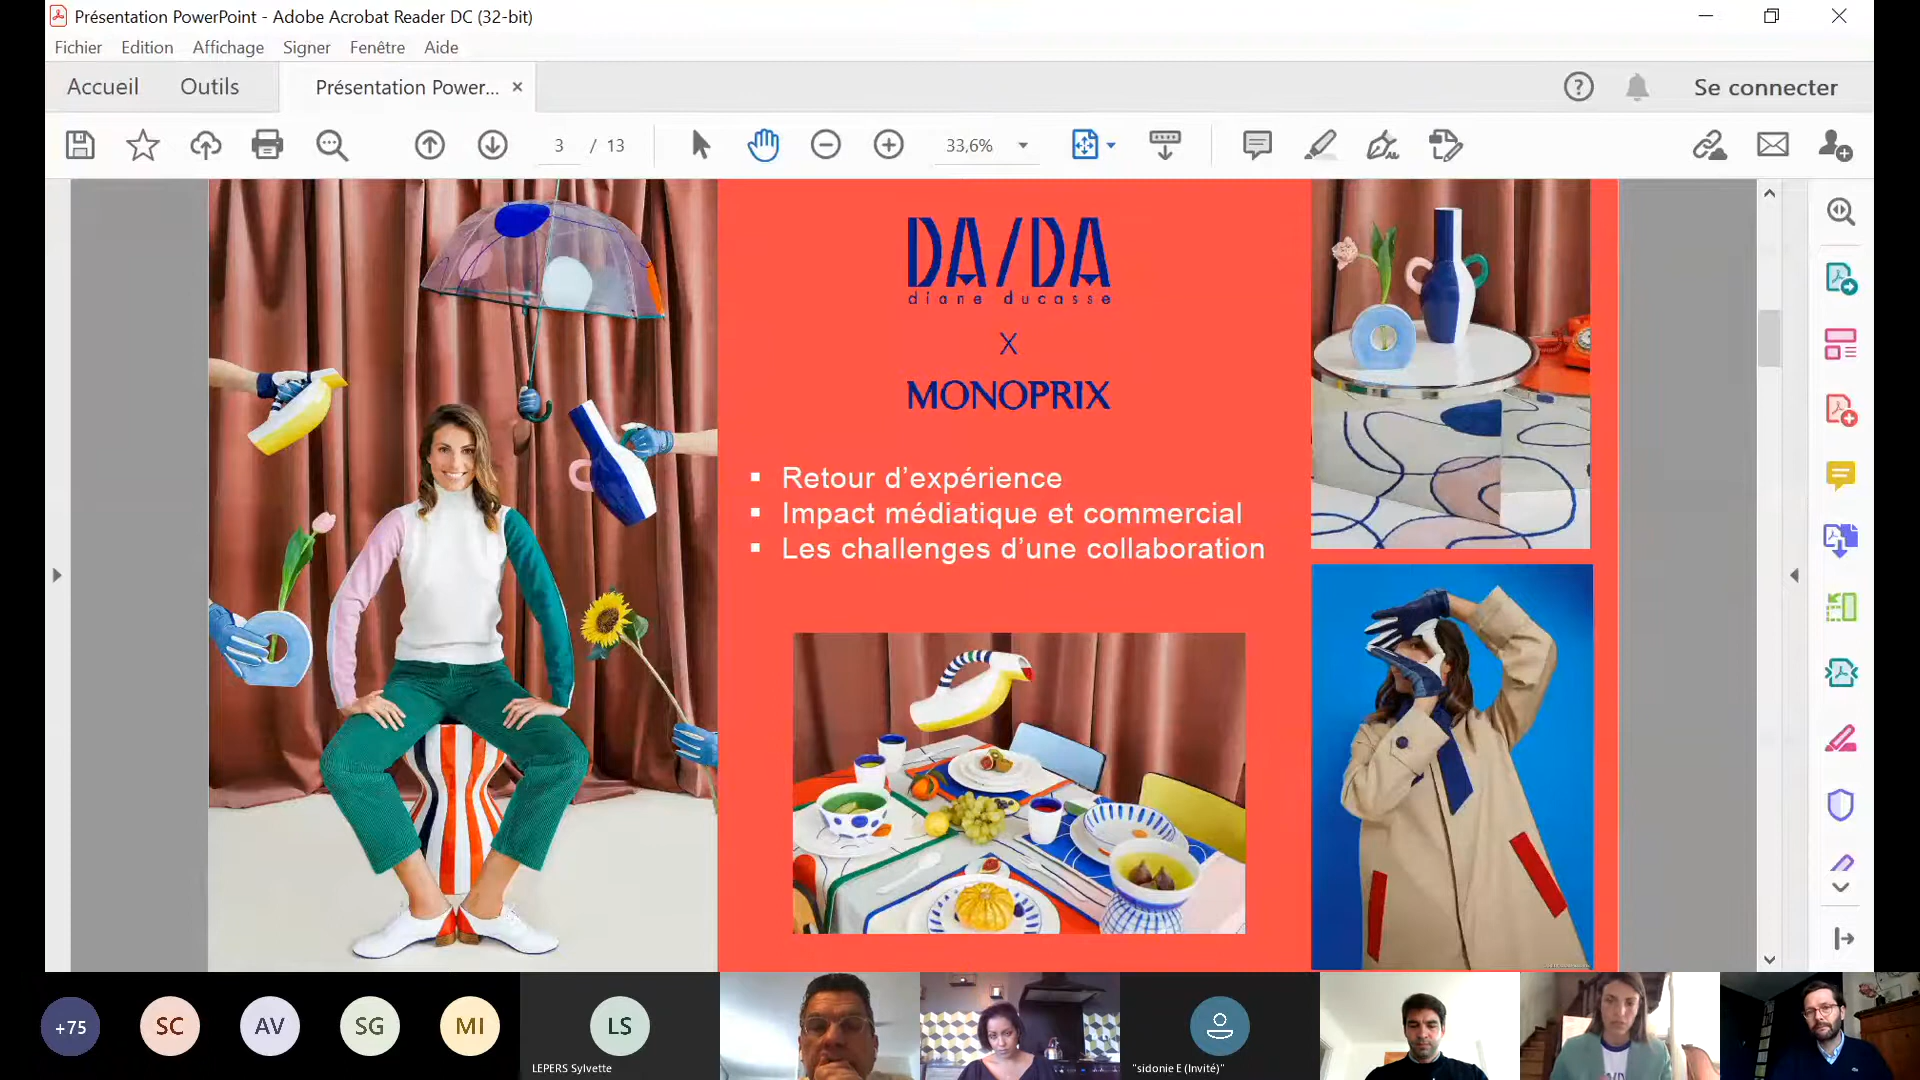 Présentation PowerPoint - Adobe Acrobat Reader DC (32-bit)
Fichier Edition Affichage Signer Fenêtre Aide
Accueil Outils Présentation Power... × Se connecter
3 / 13 33,6%
DA/DA
diane ducasse
X
MONOPRIX
▪ Retour d’expérience
▪ Impact médiatique et commercial
▪ Les challenges d’une collaboration
+75 SC AV SG MI LS
LEPERS Sylvette
"sidonie E (Invité)"